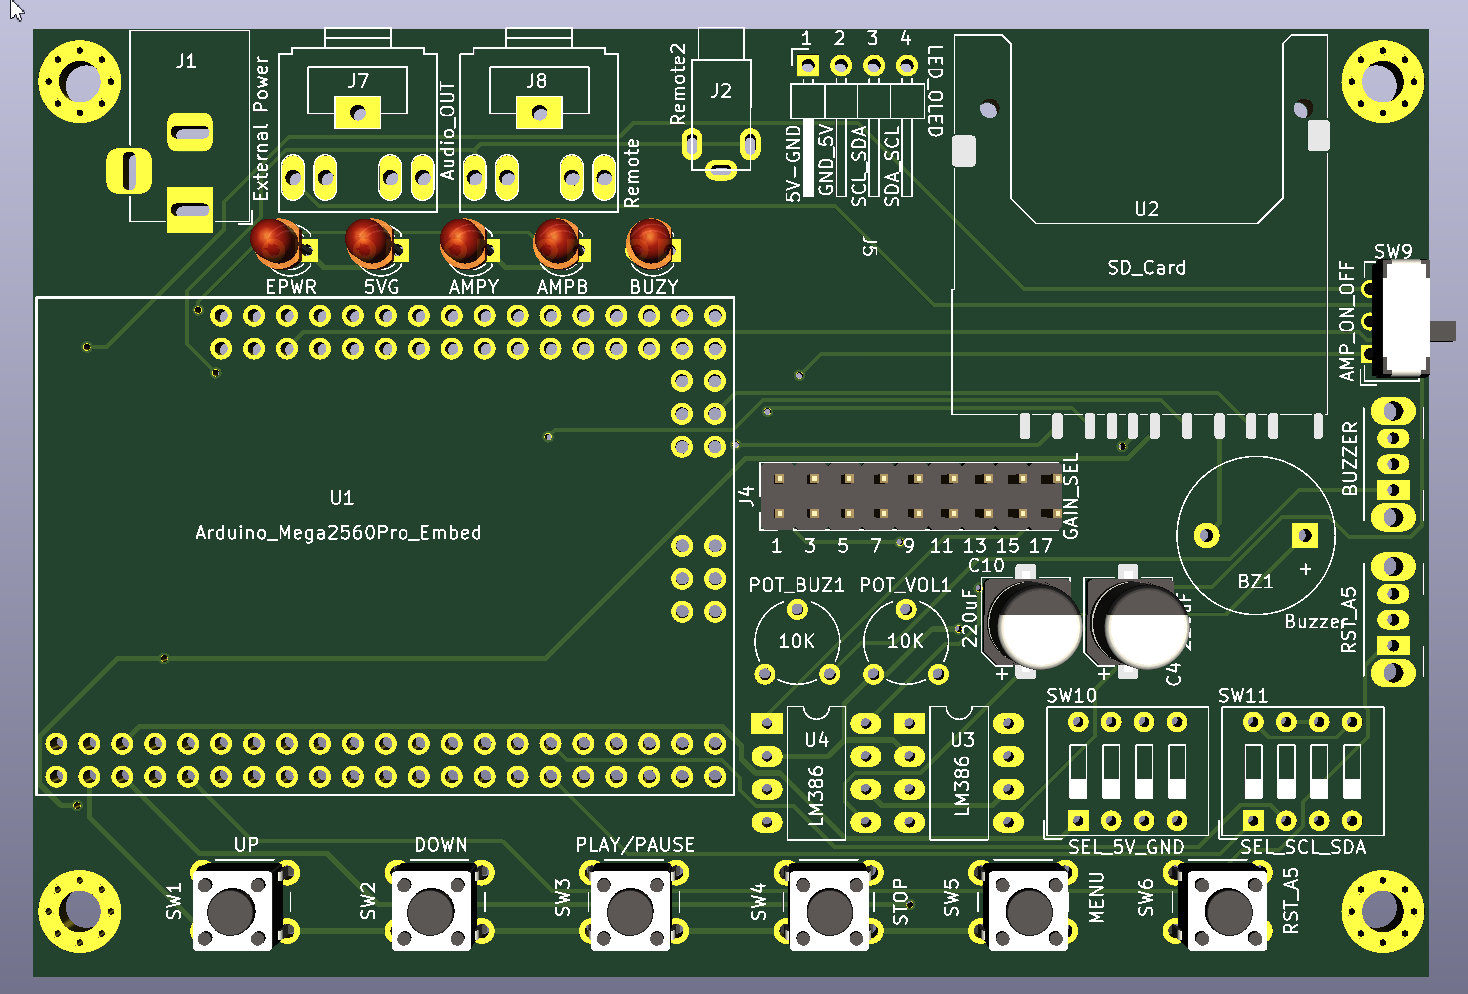 J1
External Power
J7
Audio_OUT
J8
Remote
Remote2
J2
1 2 3 4
LED_OLED
5V-GND
GND_5V
SCL_SDA
SDA_SCL
J5
U2
SD_Card
SW9
AMP_ON_OFF
EPWR 5VG AMPY AMPB BUZY
U1
Arduino_Mega2560Pro_Embed
J4
GAIN_SEL
1 3 5 7 9 11 13 15 17
BUZZER
BZ1
+
Buzzer
RST_A5
POT_BUZ1
10K
POT_VOL1
10K
C10
220uF
+
C4
+
U4
LM386
U3
LM386
SW10
SEL_5V_GND
SW11
SEL_SCL_SDA
UP
SW1
DOWN
SW2
PLAY/PAUSE
SW3
SW4
STOP
SW5
MENU
SW6
RST_A5